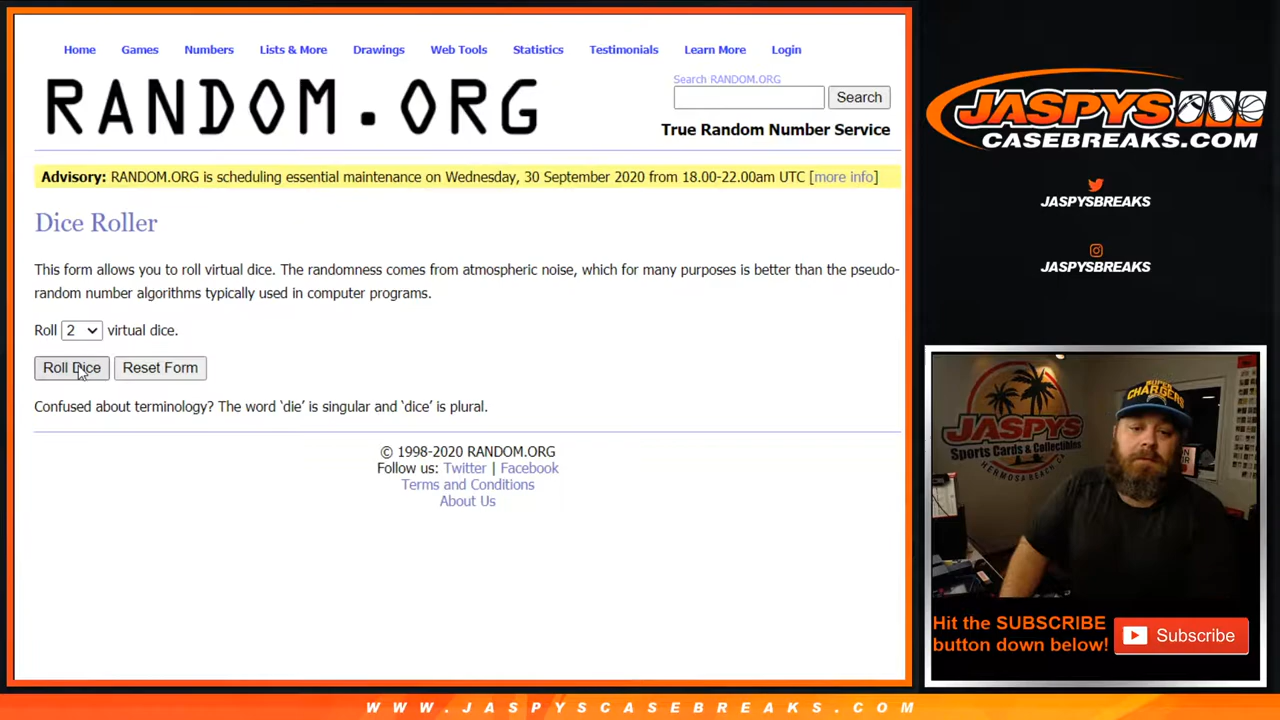 Home Games Numbers Lists & More Drawings Web Tools Statistics Testimonials Learn More Login
RANDOM.ORG
Search RANDOM.ORG
Search
True Random Number Service
Advisory: RANDOM.ORG is scheduling essential maintenance on Wednesday, 30 September 2020 from 18.00-22.00am UTC [more info]
Dice Roller
This form allows you to roll virtual dice. The randomness comes from atmospheric noise, which for many purposes is better than the pseudo-
random number algorithms typically used in computer programs.
Roll 2 virtual dice.
Roll Dice Reset Form
Confused about terminology? The word ‘die’ is singular and ‘dice’ is plural.
© 1998-2020 RANDOM.ORG
Follow us: Twitter | Facebook
Terms and Conditions
About Us
JASPYS
CASEBREAKS.COM
JASPYSBREAKS
JASPYSBREAKS
SUPER
CHARGERS
JASPYS
Sports Cards & Collectibles
HERMOSA BEACH, CA
Hit the SUBSCRIBE
button down below!
Subscribe
WWW.JASPYSCASEBREAKS.COM